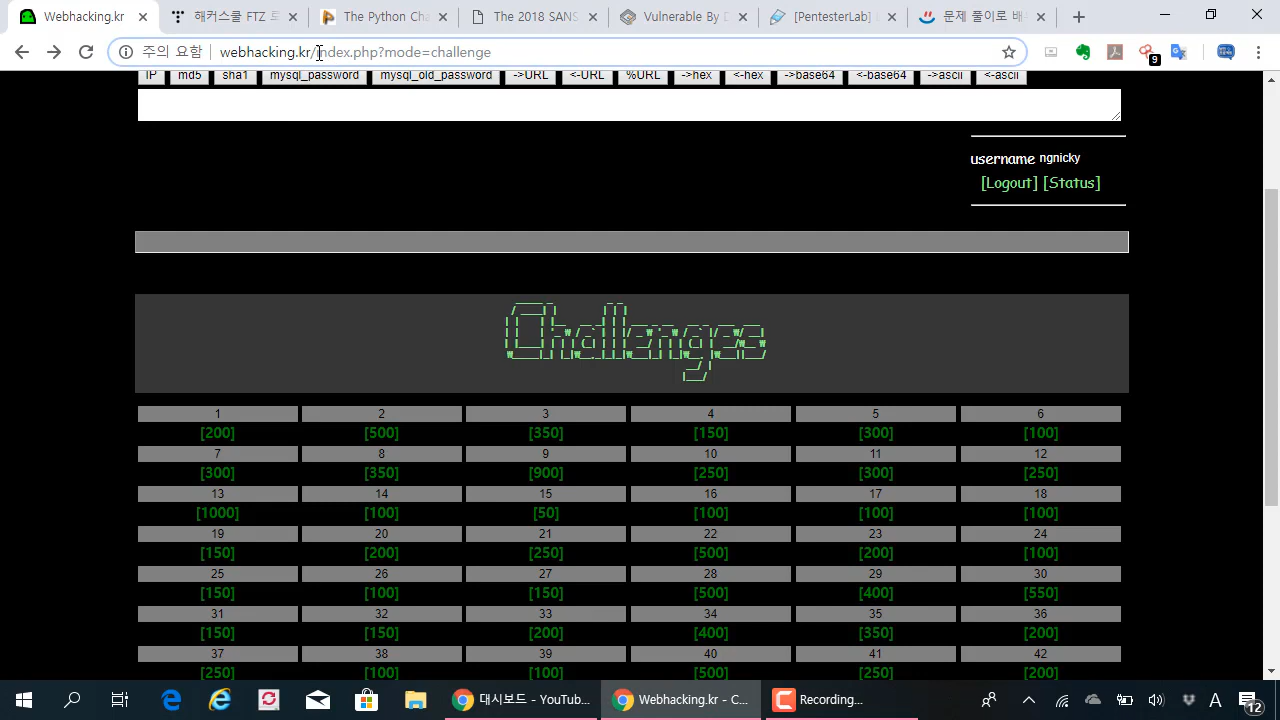 Webhacking.kr
해커스쿨 FTZ 트
The Python Cha
The 2018 SANS
Vulnerable By
[PentesterLab] L
문제 풀이로 배우
주의 요함 | webhacking.kr/index.php?mode=challenge
9
IP md5 sha1 mysql_password mysql_old_password ->URL <-URL %URL ->hex <-hex ->base64 <-base64 ->ascii <-ascii
username ngnicky
[Logout] [Status]
Challenges
1 2 3 4 5 6
[200] [500] [350] [150] [300] [100]
7 8 9 10 11 12
[300] [350] [900] [250] [300] [250]
13 14 15 16 17 18
[1000] [100] [50] [100] [100] [100]
19 20 21 22 23 24
[150] [200] [250] [500] [200] [100]
25 26 27 28 29 30
[150] [100] [150] [500] [400] [550]
31 32 33 34 35 36
[150] [150] [200] [400] [350] [200]
37 38 39 40 41 42
[250] [100] [100] [500] [250] [200]
대시보드 - YouTub...
Webhacking.kr - C...
Recording...
A
12